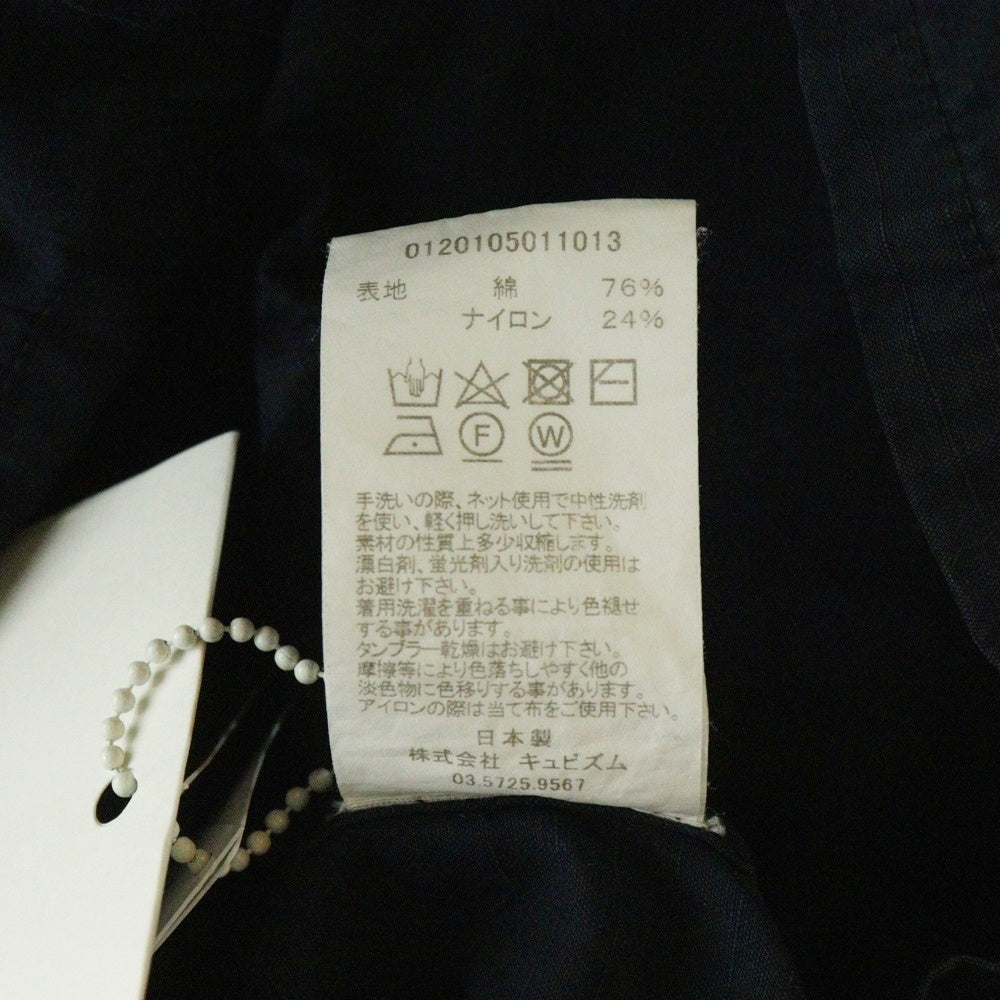 0120105011013
表地 綿 76%
ナイロン 24%
F W
手洗いの際、ネット使用で中性洗剤
を使い、軽く押し洗いして下さい。
素材の性質上多少収縮します。
漂白剤、蛍光剤入り洗剤の使用は
お避け下さい。
着用洗濯を重ねる事により色褪せ
する事があります。
タンブラー乾燥はお避け下さい。
摩擦等により色落ちしやすく他の
淡色物に色移りする事があります。
アイロンの際は当て布をご使用下さい。
日本製
株式会社 キュビズム
03.5725.9567